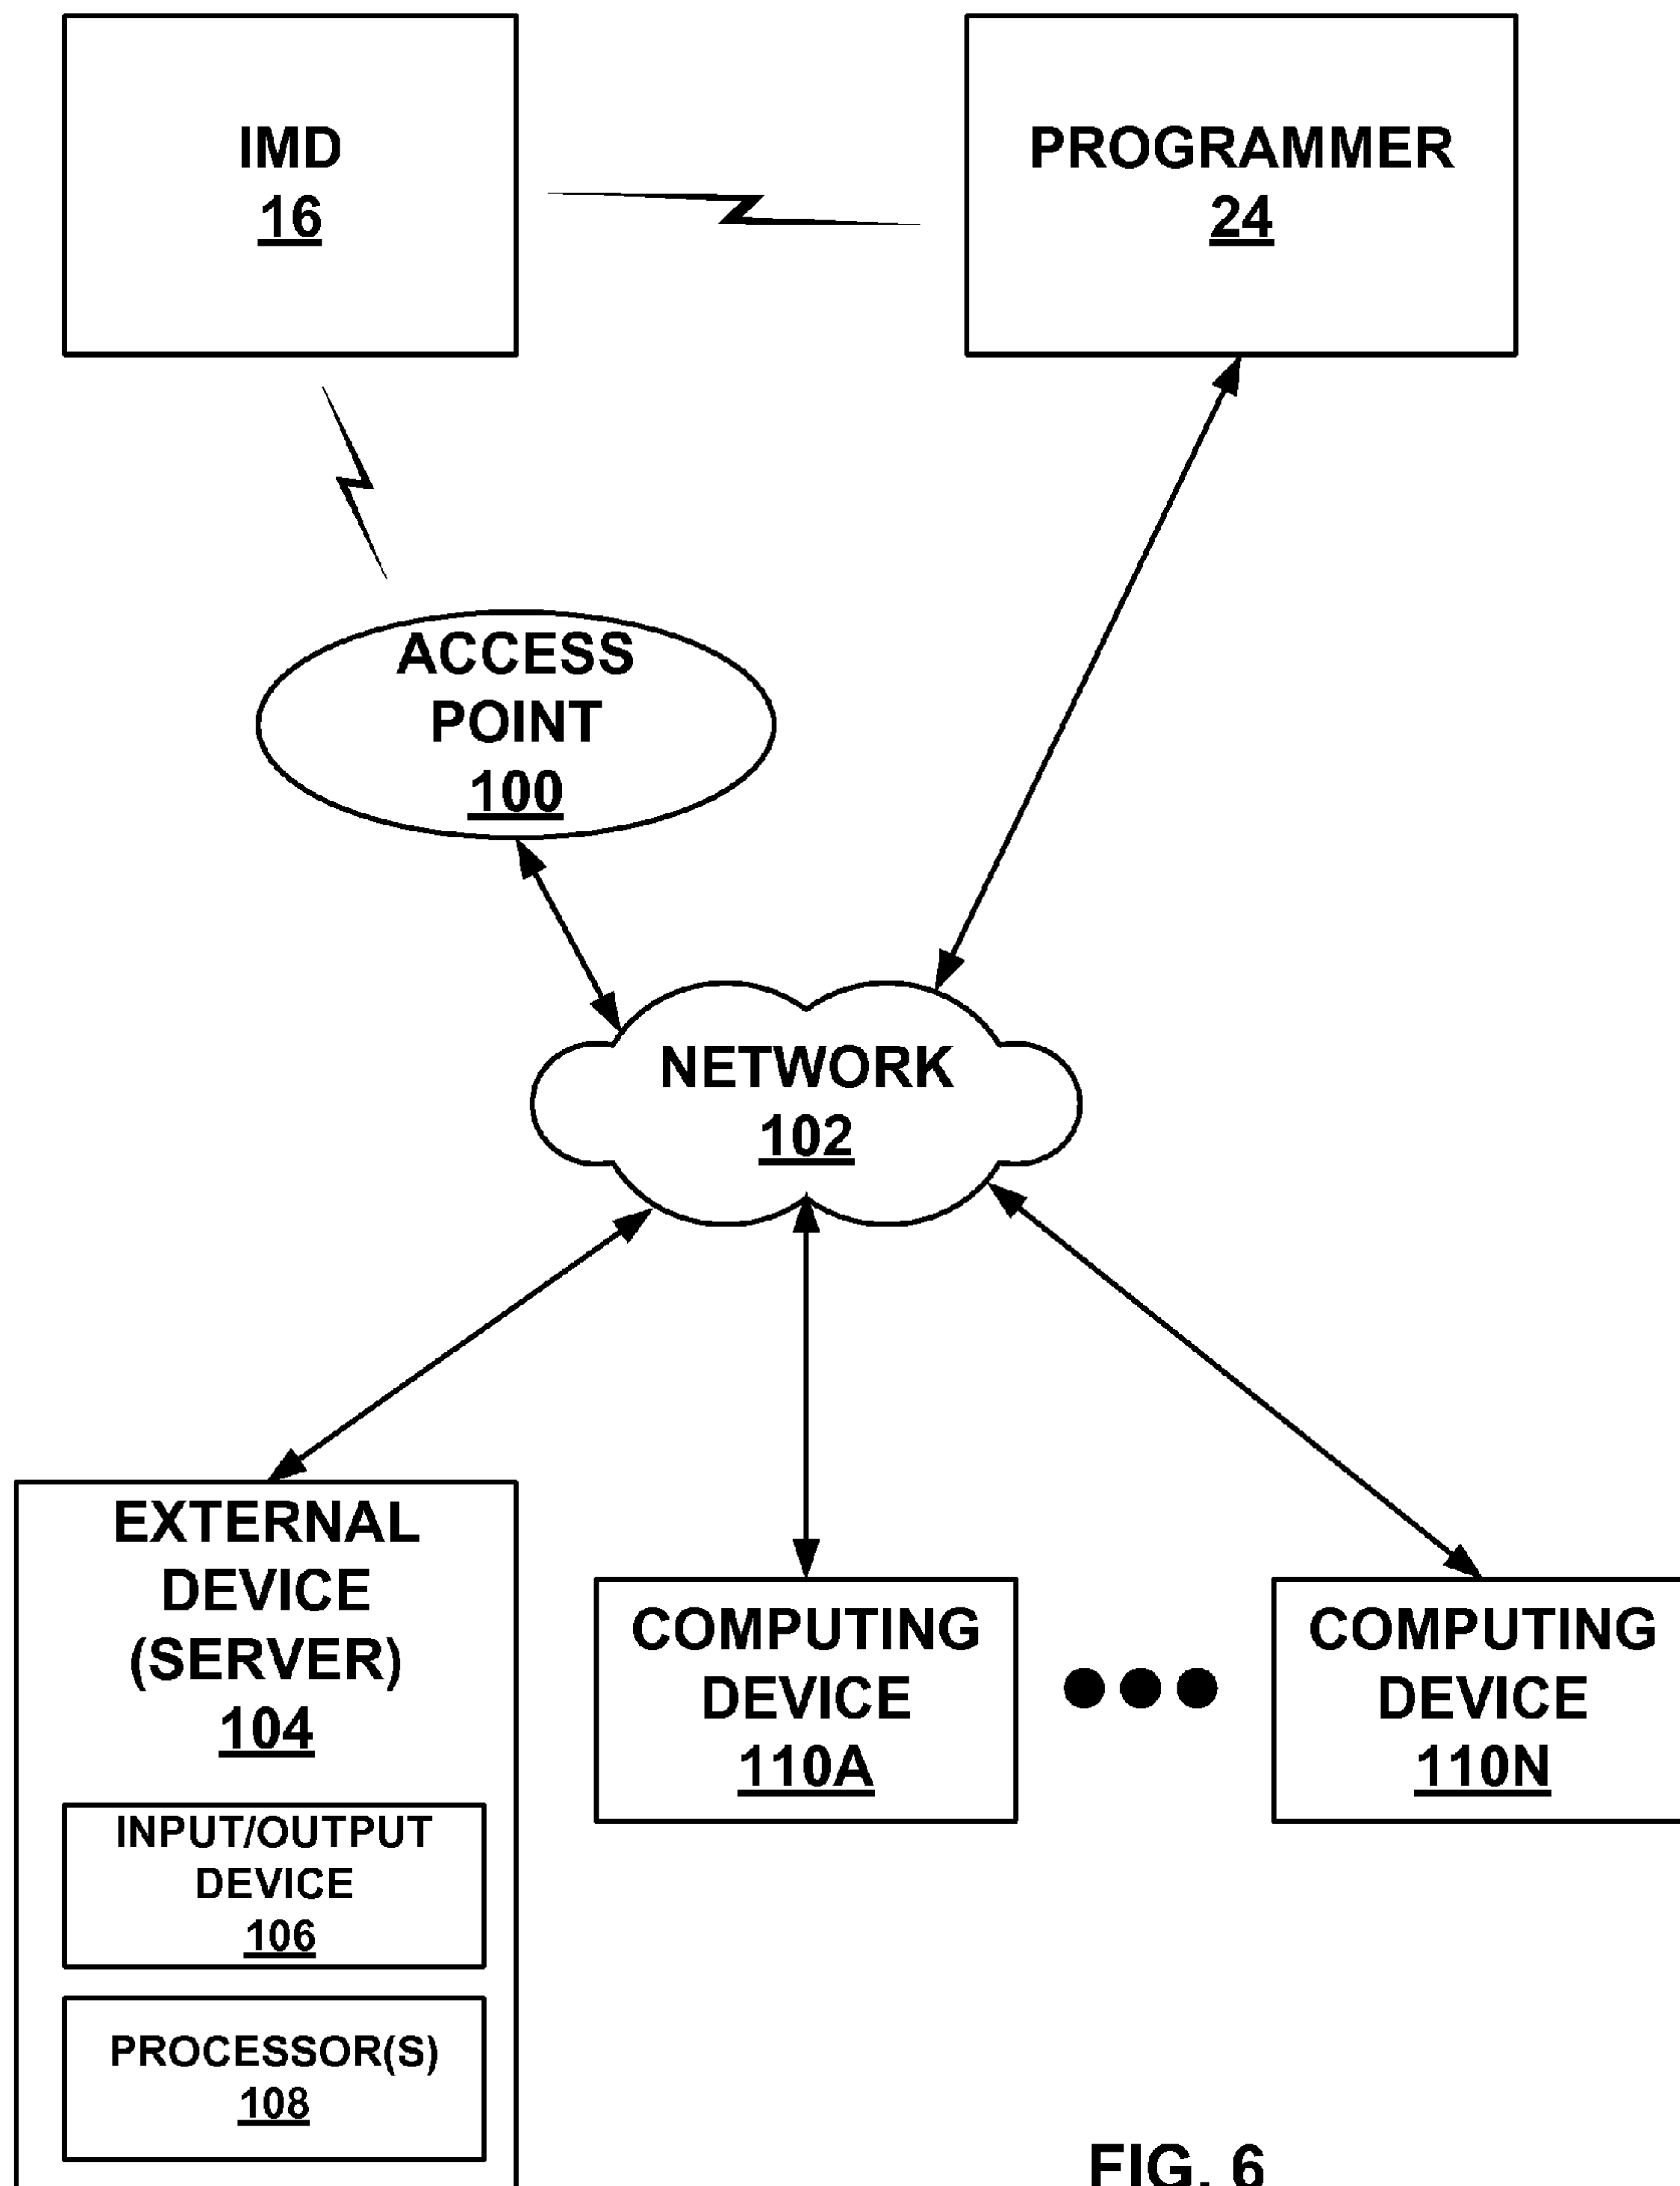 IMD
16
PROGRAMMER
24
ACCESS
POINT
100
NETWORK
102
EXTERNAL
DEVICE
(SERVER)
104
INPUT/OUTPUT
DEVICE
106
PROCESSOR(S)
108
COMPUTING
DEVICE
110A
COMPUTING
DEVICE
110N
FIG. 6